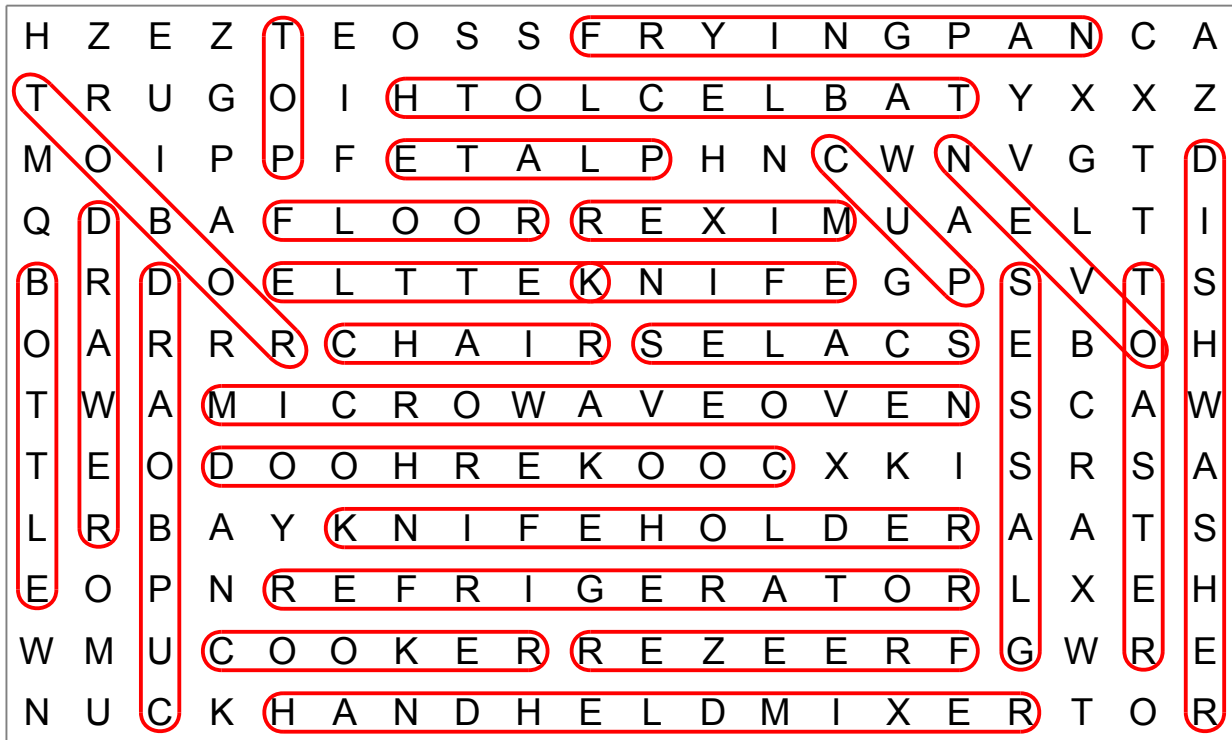 H Z E Z T E O S S F R Y I N G P A N C A
T R U G O I H T O L C E L B A T Y X X Z
M O I P P F E T A L P H N C W N V G T D
Q D B A F L O O R R E X I M U A E L T I
B R D O E L T T E K N I F E G P S V T S
O A R R R C H A I R S E L A C S E B O H
T W A M I C R O W A V E O V E N S C A W
T E O D O O H R E K O O C X K I S R S A
L R B A Y K N I F E H O L D E R A A T S
E O P N R E F R I G E R A T O R L X E H
W M U C O O K E R R E Z E E R F G W R E
N U C K H A N D H E L D M I X E R T O R